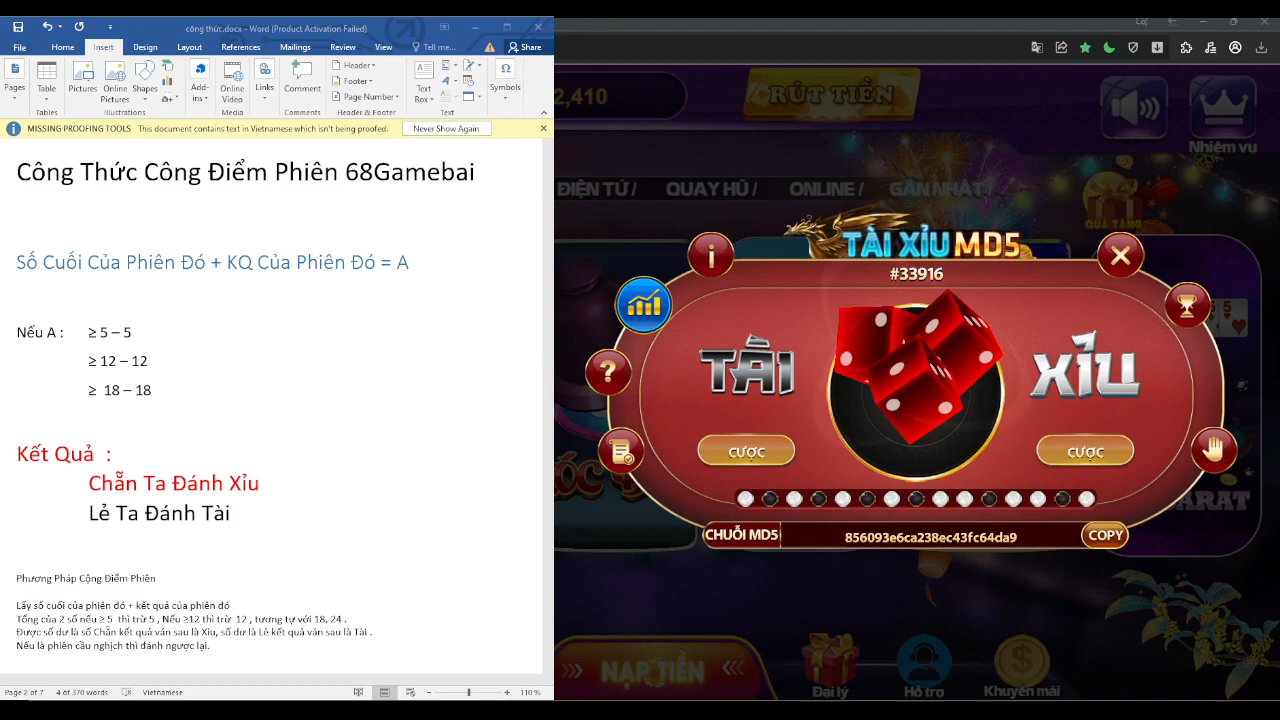 công thức.docx - Word (Product Activation Failed)
File Home Insert Design Layout References Mailings Review View Tell me... Share
Pages
Table
Pictures
Online Pictures
Shapes
Add-ins
Online Video
Links
Comment
Header
Footer
Page Number
Text Box
Symbols
Tables
Illustrations
Media
Comments
Header & Footer
Text
MISSING PROOFING TOOLS This document contains text in Vietnamese which isn't being proofed. Never Show Again
Công Thức Công Điểm Phiên 68Gamebai
Số Cuối Của Phiên Đó + KQ Của Phiên Đó = A
Nếu A : ≥ 5 – 5
≥ 12 – 12
≥ 18 – 18
Kết Quả :
Chẵn Ta Đánh Xỉu
Lẻ Ta Đánh Tài
Phương Pháp Cộng Điểm Phiên
Lấy số cuối của phiên đó + kết quả của phiên đó
Tổng của 2 số nếu ≥ 5 thì trừ 5 , Nếu ≥12 thì trừ 12 , tương tự với 18, 24 .
Được số dư là số Chẵn kết quả ván sau là Xỉu, số dư là Lẻ kết quả ván sau là Tài .
Nếu là phiên cầu nghịch thì đánh ngược lại.
Page 2 of 7 4 of 370 words Vietnamese 110 %
2,410
RÚT TIỀN
Nhiệm vụ
ĐIỆN TỬ / QUAY HŨ / ONLINE / GẦN NHẤT /
QUÀ TẶNG
TÀI XỈU MD5
#33916
TÀI
XỈU
CƯỢC
CƯỢC
CHUỖI MD5 856093e6ca238ec43fc64da9 COPY
NẠP TIỀN
Đại lý
Hỗ trợ
Khuyến mãi